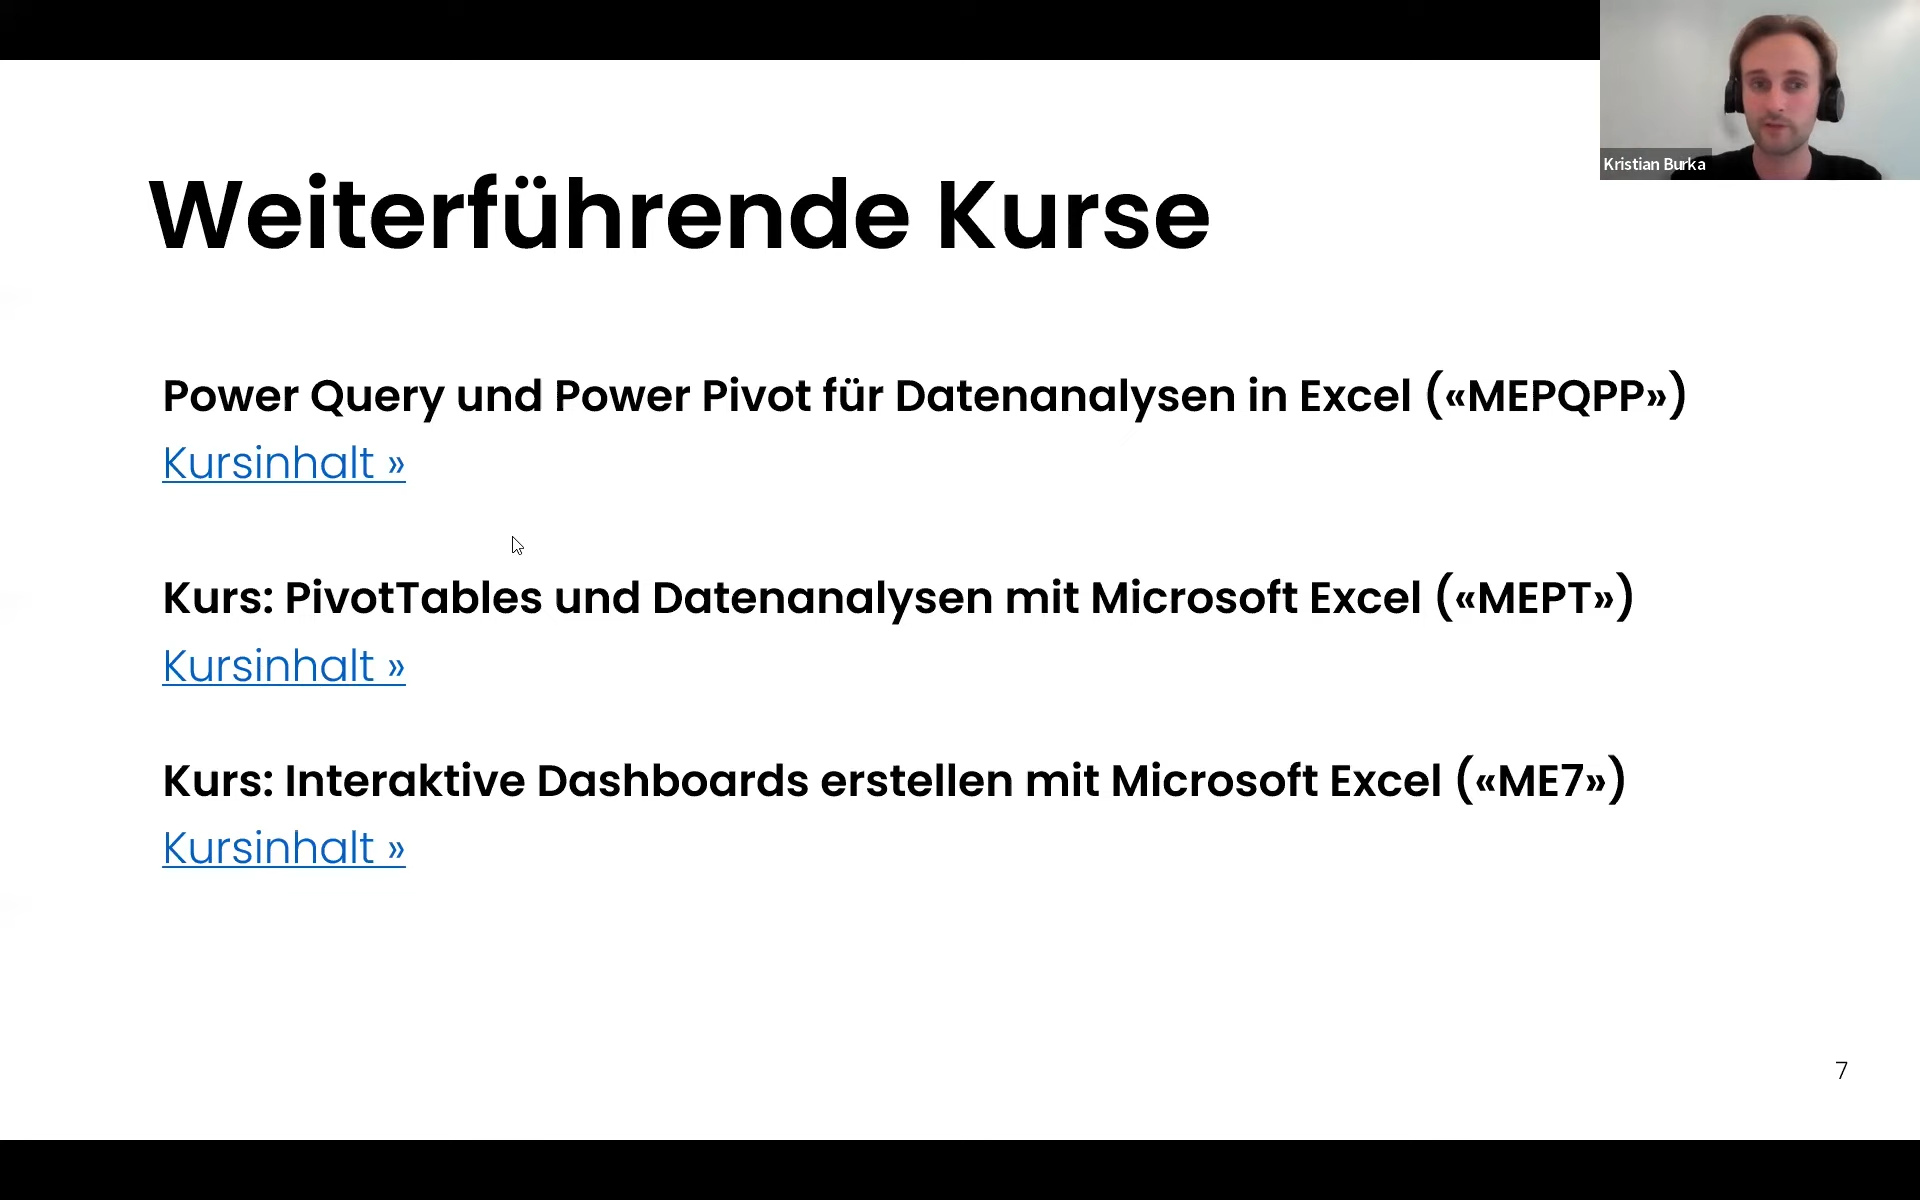 Kristian Burka
Weiterführende Kurse
Power Query und Power Pivot für Datenanalysen in Excel («MEPQPP»)
Kursinhalt »
Kurs: PivotTables und Datenanalysen mit Microsoft Excel («MEPT»)
Kursinhalt »
Kurs: Interaktive Dashboards erstellen mit Microsoft Excel («ME7»)
Kursinhalt »
7